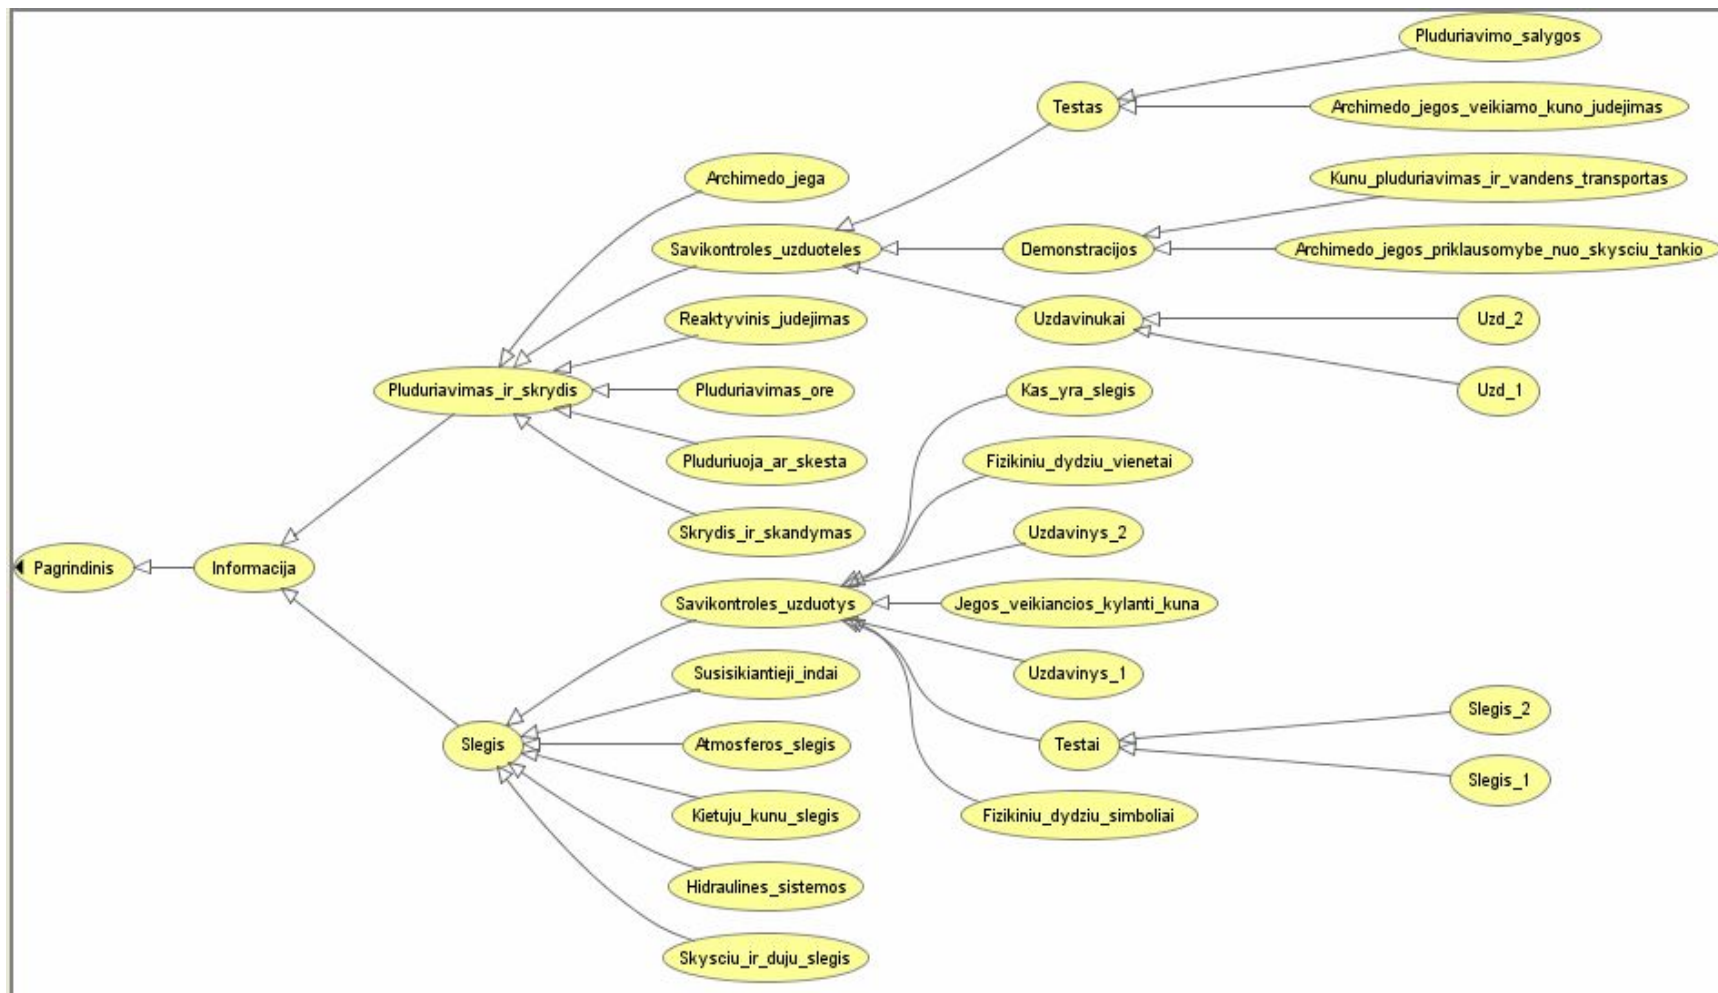 Pluduriavimo_salygos
Testas
Archimedo_jegos_veikiamo_kuno_judejimas
Archimedo_jega
Kunu_pluduriavimas_ir_vandens_transportas
Savikontroles_uzduoteles
Demonstracijos
Archimedo_jegos_priklausomybe_nuo_skysciu_tankio
Reaktyvinis_judejimas
Uzdavinukai
Uzd_2
Pluduriavimas_ir_skrydis
Pluduriavimas_ore
Kas_yra_slegis
Uzd_1
Pluduriuoja_ar_skesta
Fizikiniu_dydziu_vienetai
Skrydis_ir_skandymas
Uzdavinys_2
Pagrindinis
Informacija
Savikontroles_uzduotys
Jegos_veikiancios_kylanti_kuna
Susisikiantieji_indai
Uzdavinys_1
Slegis_2
Slegis
Atmosferos_slegis
Testai
Slegis_1
Kietuju_kunu_slegis
Fizikiniu_dydziu_simboliai
Hidraulines_sistemos
Skysciu_ir_duju_slegis